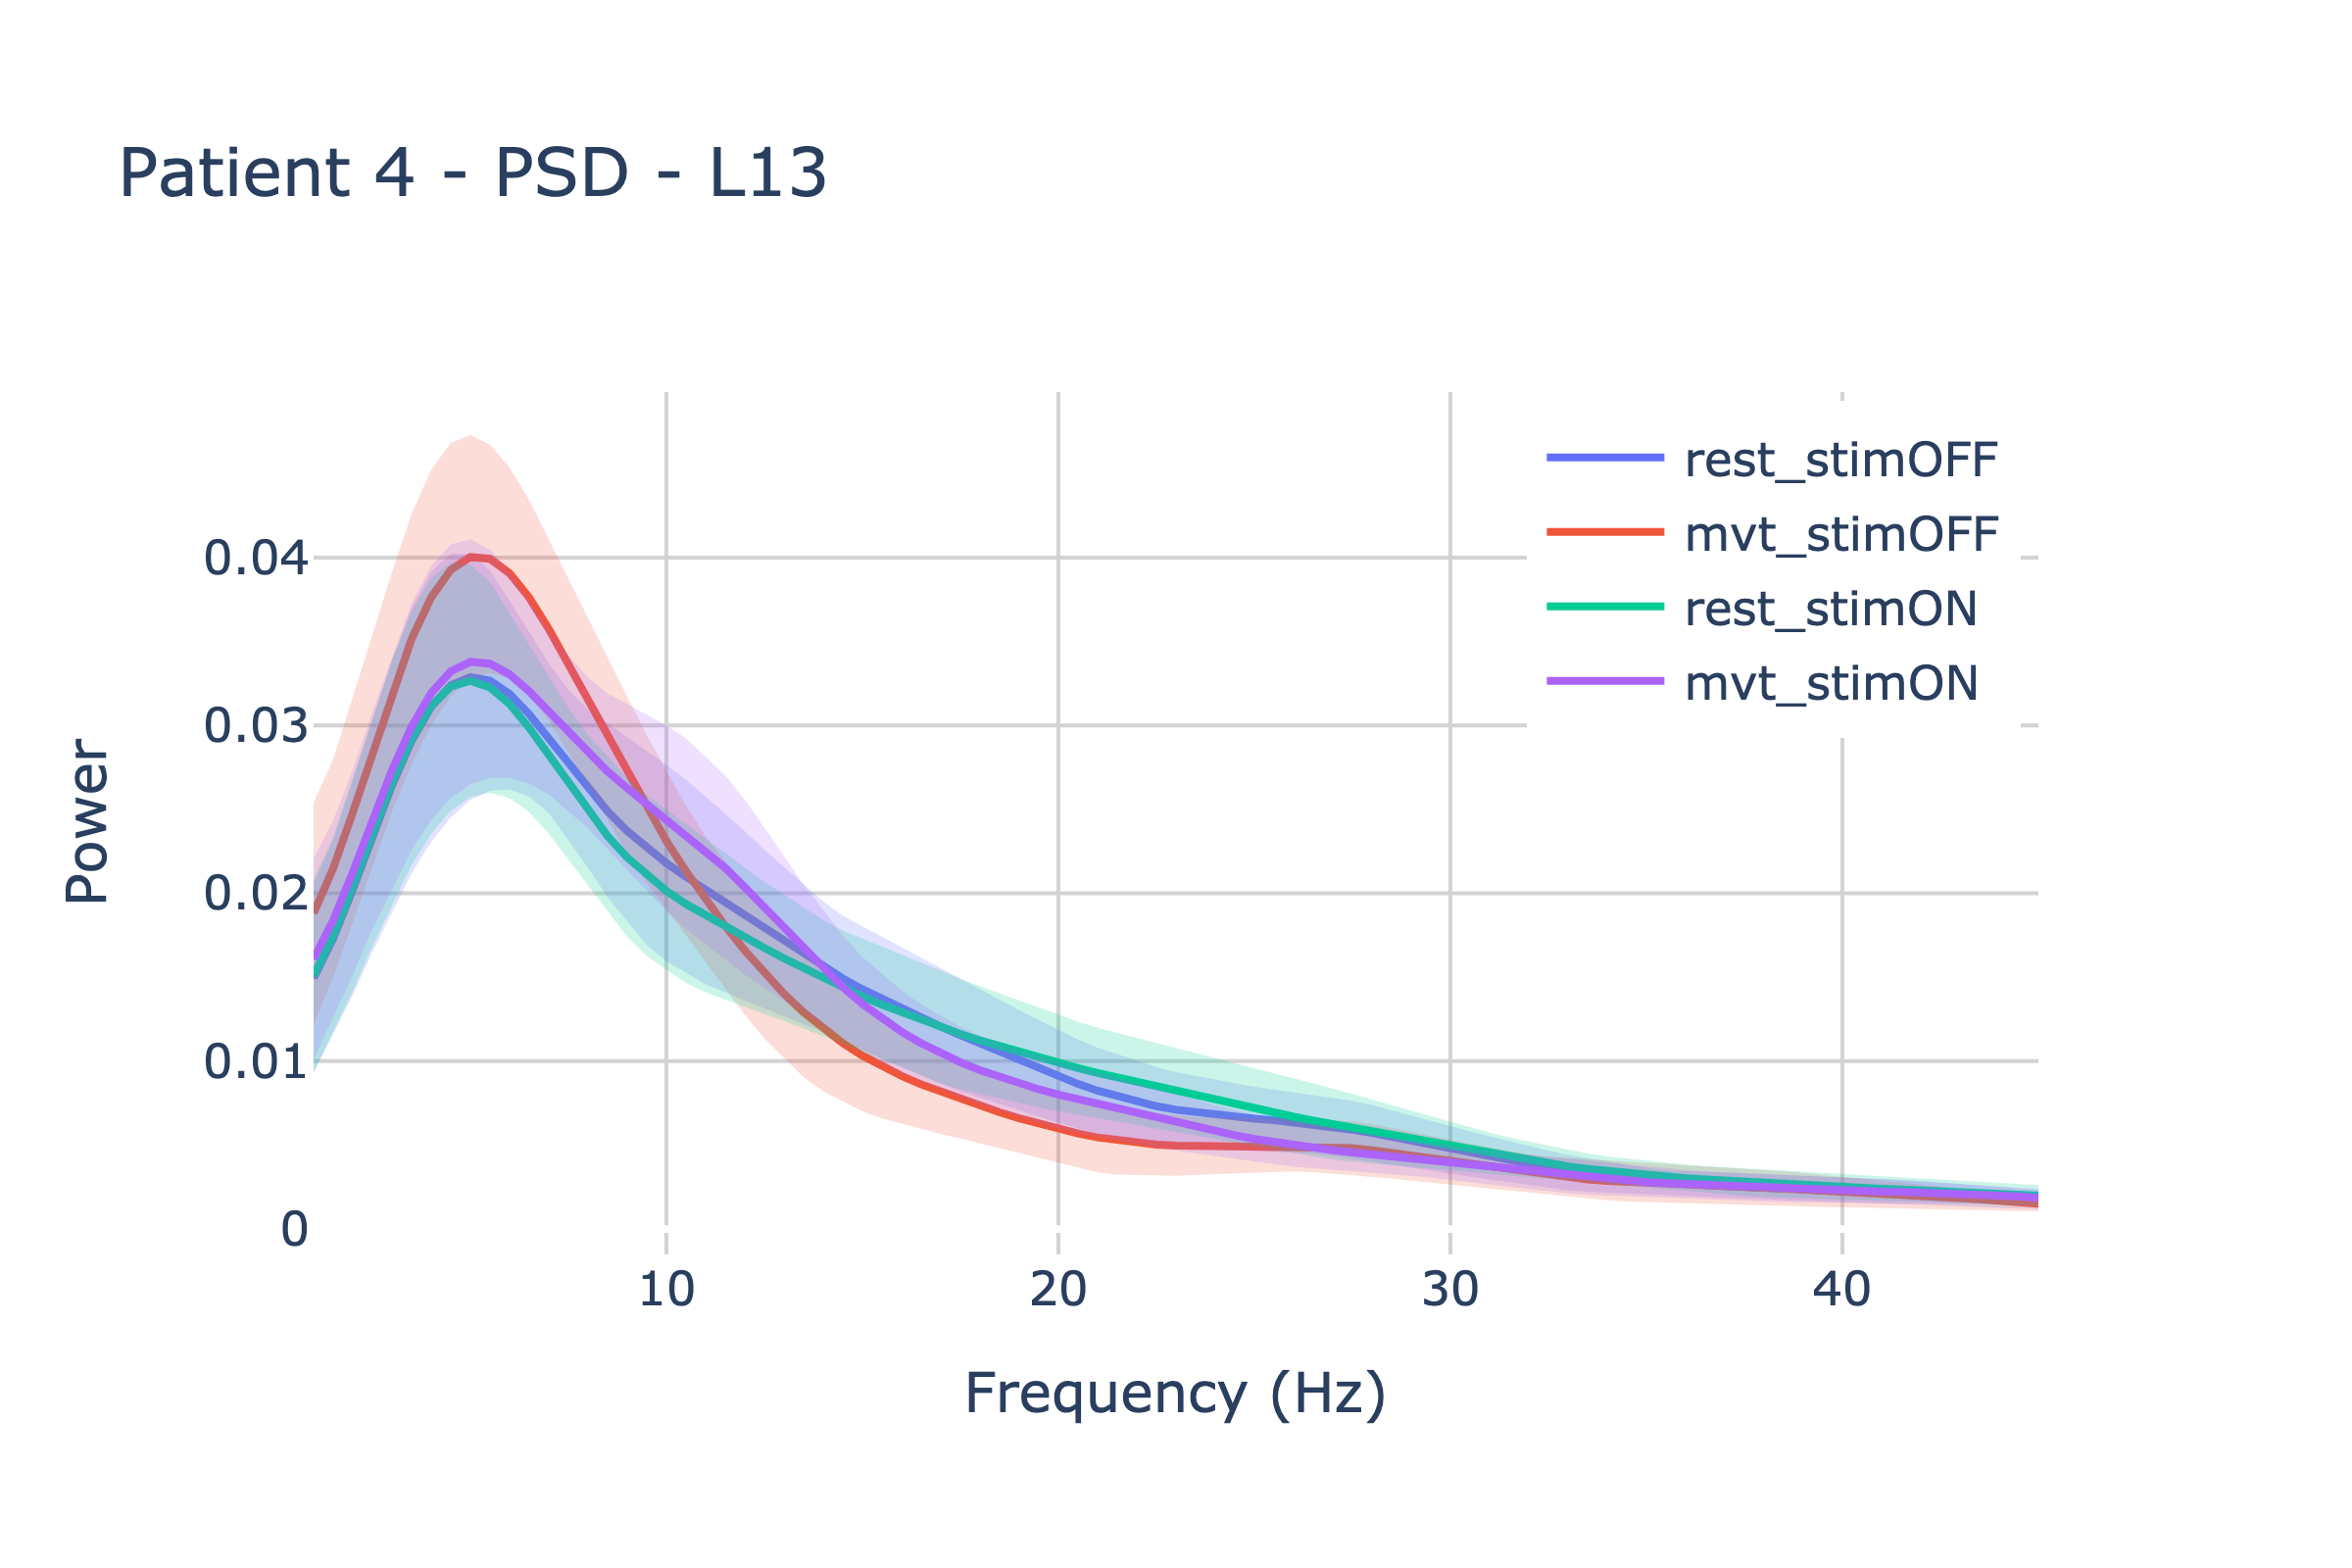 Patient 4 - PSD - L13
rest_stimOFF
mvt_stimOFF
rest_stimON
mvt_stimON
Power
0.04
0.03
0.02
0.01
0
10 20 30 40
Frequency (Hz)